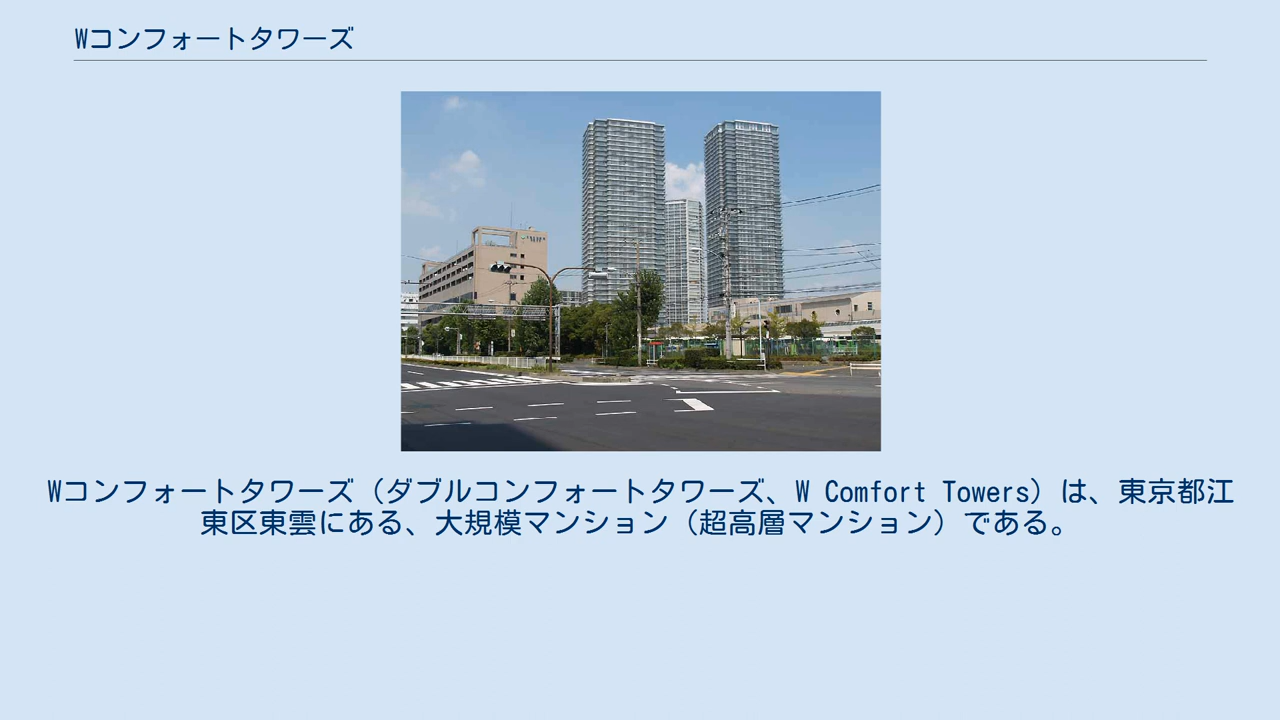 Wコンフォートタワーズ
Wコンフォートタワーズ（ダブルコンフォートタワーズ、W Comfort Towers）は、東京都江
東区東雲にある、大規模マンション（超高層マンション）である。